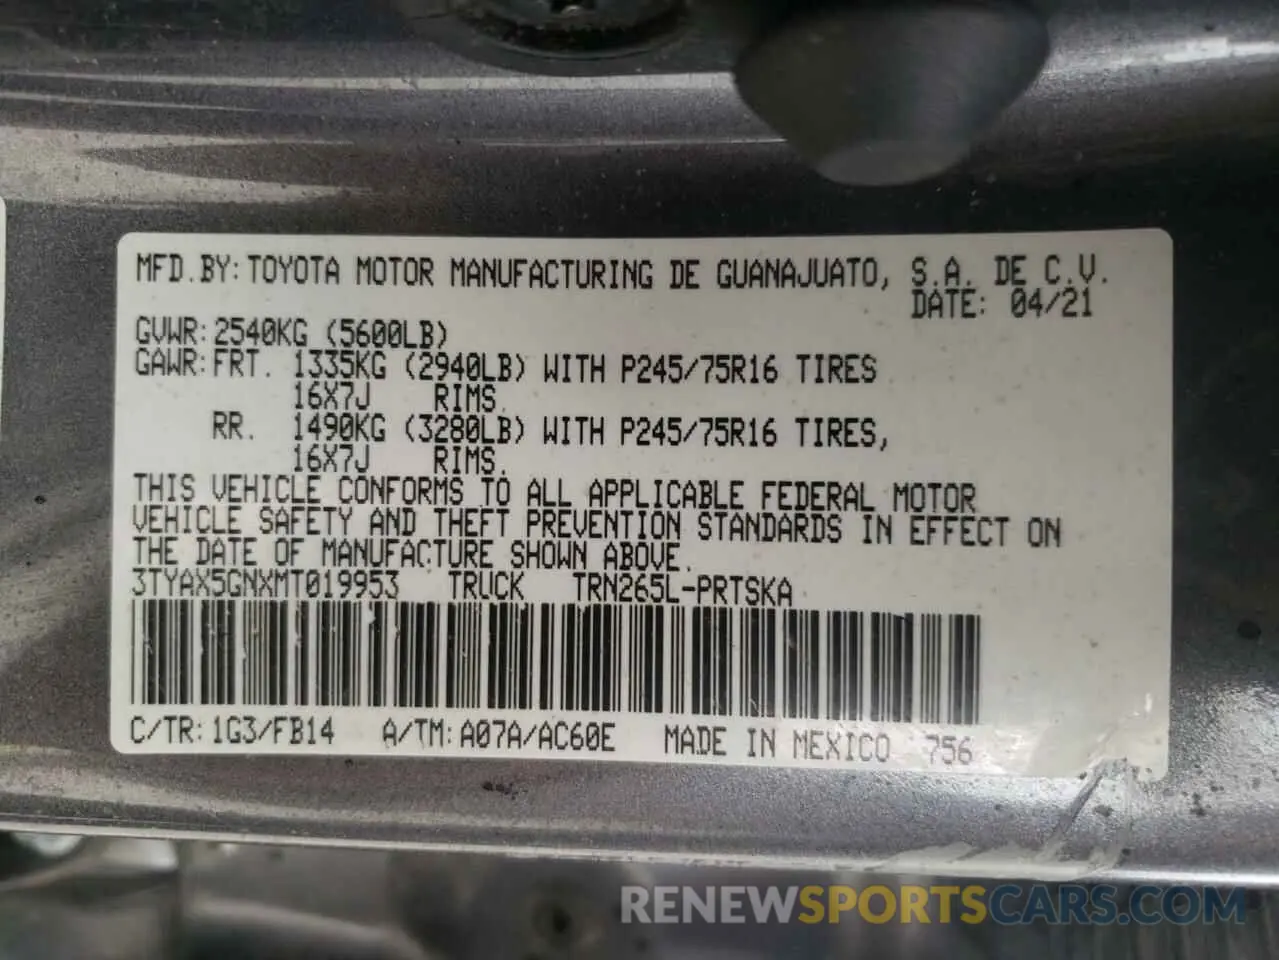 MFD.BY:TOYOTA MOTOR MANUFACTURING DE GUANAJUATO, S.A. DE C.V.
DATE: 04/21
GVWR:2540KG (5600LB)
GAWR:FRT. 1335KG (2940LB) WITH P245/75R16 TIRES
16X7J RIMS.
RR. 1490KG (3280LB) WITH P245/75R16 TIRES,
16X7J RIMS.
THIS VEHICLE CONFORMS TO ALL APPLICABLE FEDERAL MOTOR
VEHICLE SAFETY AND THEFT PREVENTION STANDARDS IN EFFECT ON
THE DATE OF MANUFACTURE SHOWN ABOVE.
3TYAX5GNXMT019953 TRUCK TRN265L-PRTSKA
C/TR:1G3/FB14 A/TM:A07A/AC60E MADE IN MEXICO 756
RENEWSPORTSCARS.COM